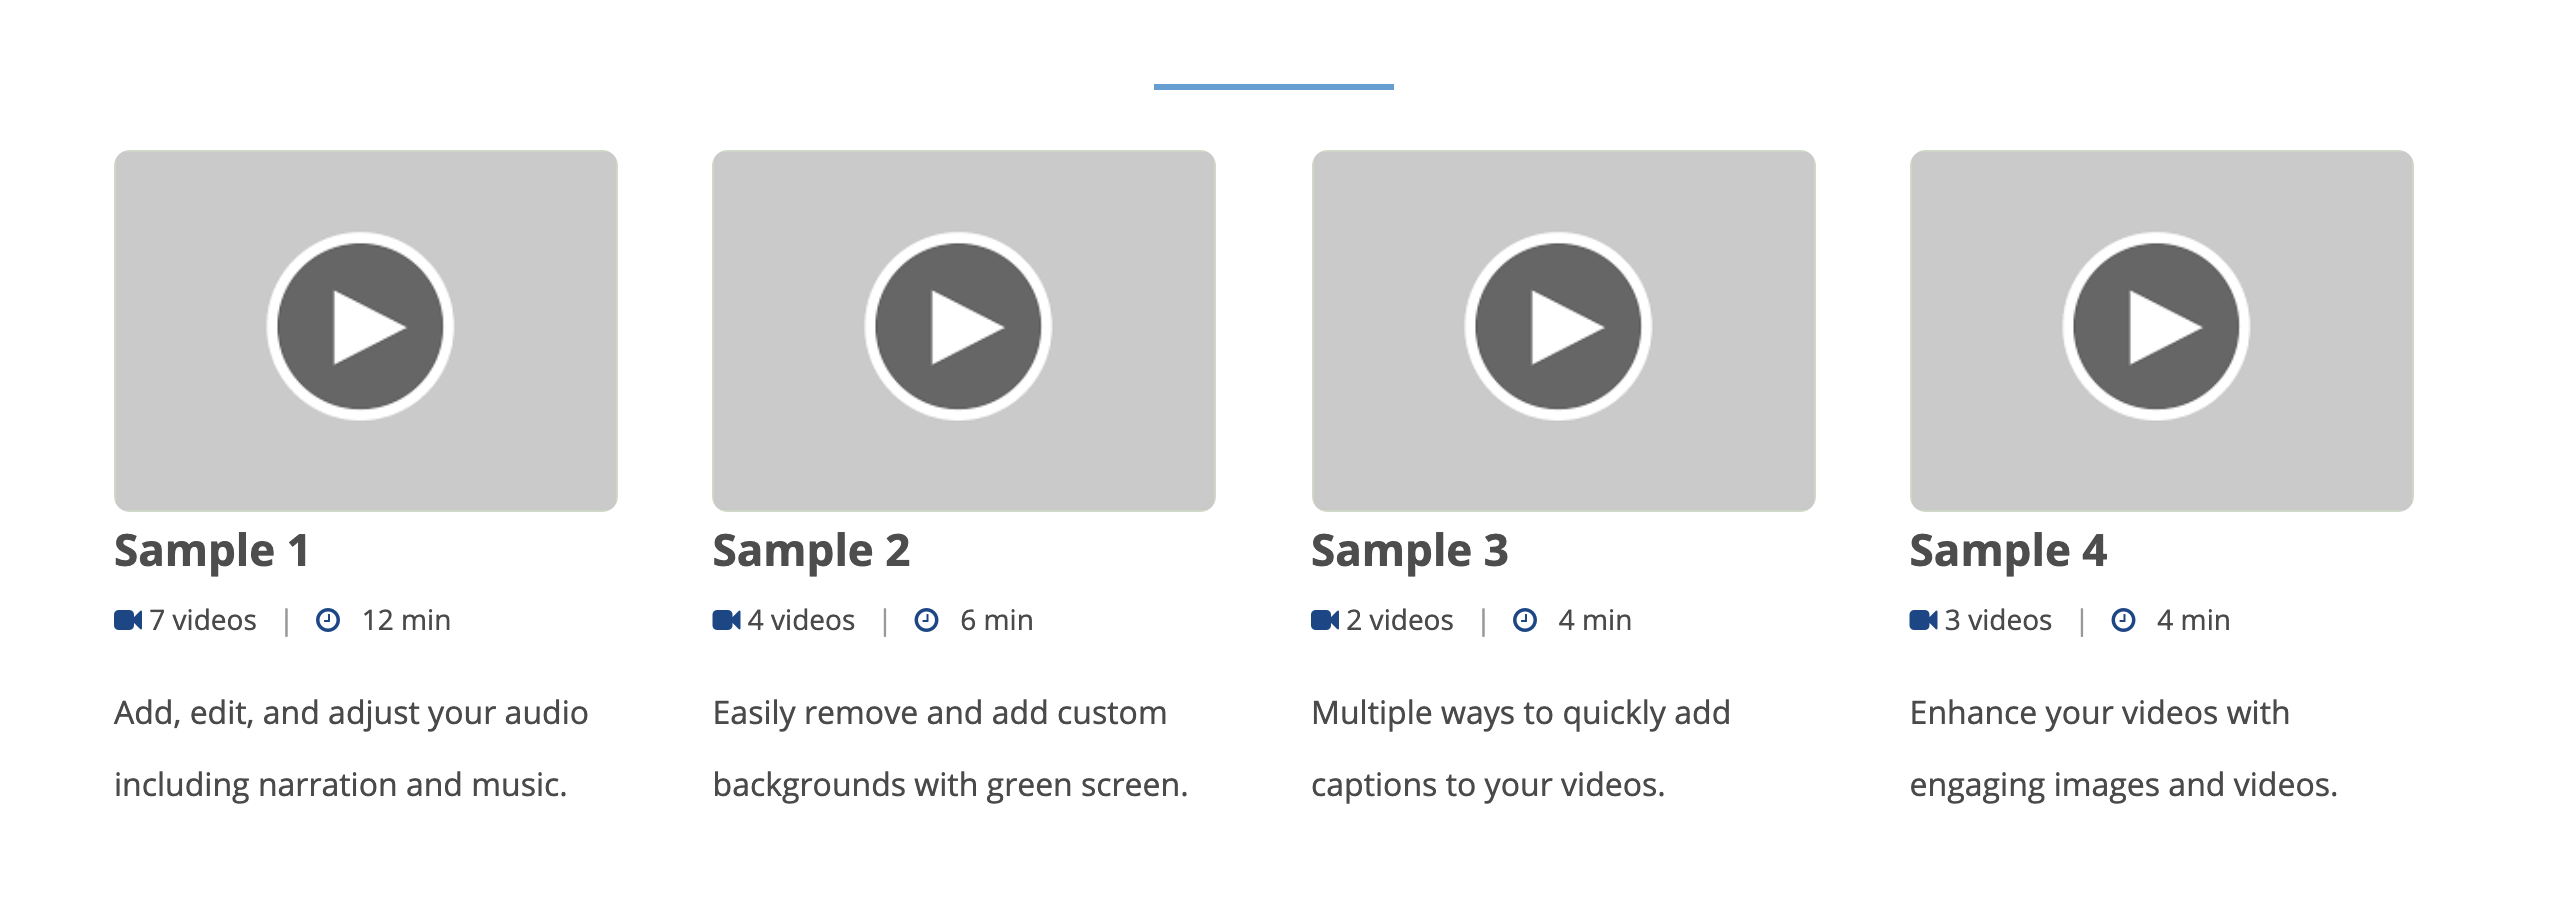 Sample 1
7 videos | 12 min
Add, edit, and adjust your audio
including narration and music.
Sample 2
4 videos | 6 min
Easily remove and add custom
backgrounds with green screen.
Sample 3
2 videos | 4 min
Multiple ways to quickly add
captions to your videos.
Sample 4
3 videos | 4 min
Enhance your videos with
engaging images and videos.